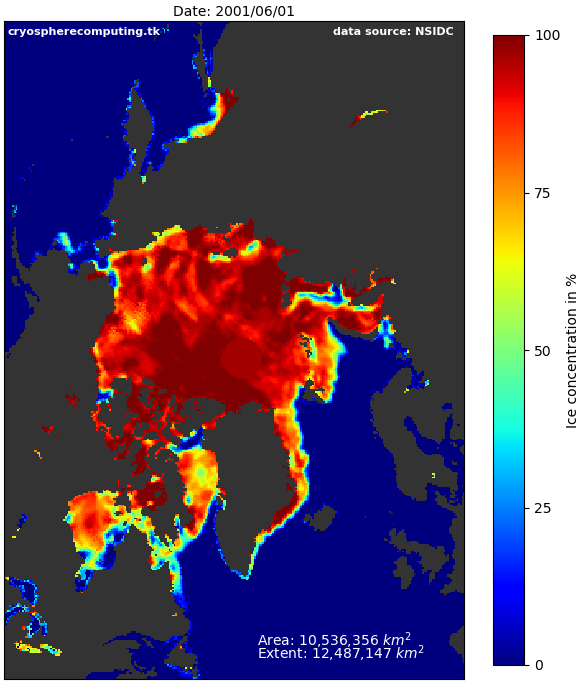 Date: 2001/06/01
cryospherecomputing.tk
data source: NSIDC
100
75
50
25
0
Ice concentration in %
Area: 10,536,356 km²
Extent: 12,487,147 km²